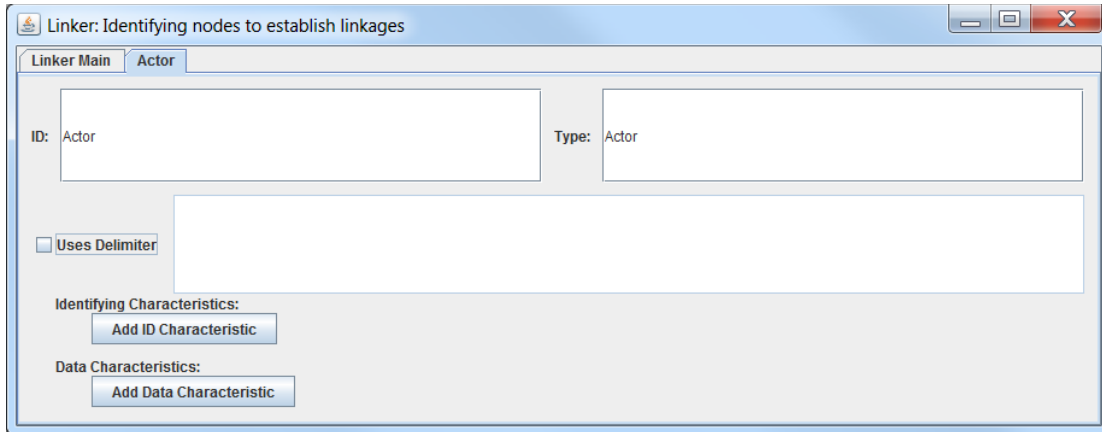 Linker: Identifying nodes to establish linkages
Linker Main Actor
ID: Actor Type: Actor
Uses Delimiter
Identifying Characteristics:
Add ID Characteristic
Data Characteristics:
Add Data Characteristic